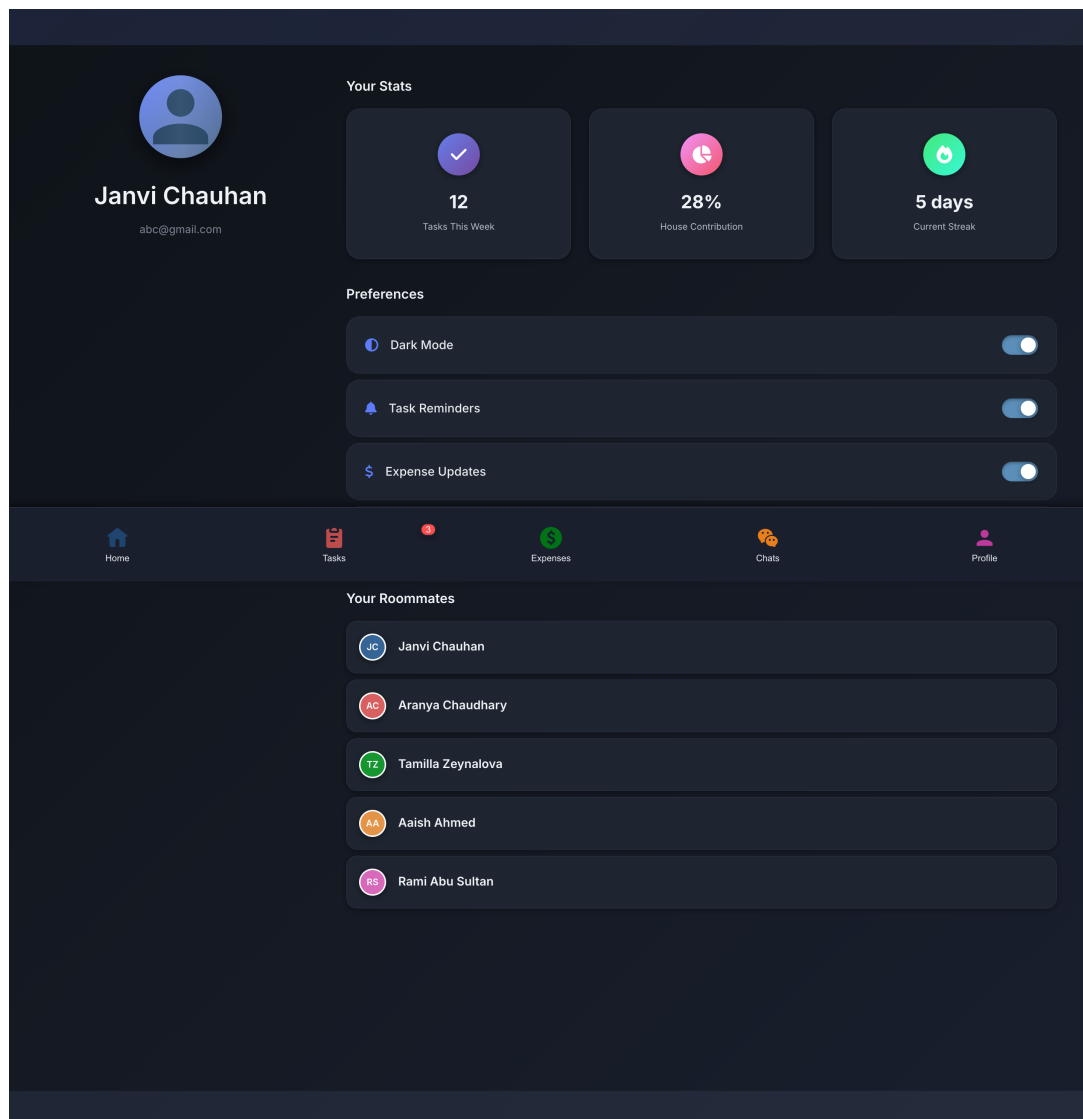 Janvi Chauhan
abc@gmail.com
Your Stats
12
Tasks This Week
28%
House Contribution
5 days
Current Streak
Preferences
Dark Mode
Task Reminders
$ Expense Updates
Home
Tasks
3
$
Expenses
Chats
Profile
Your Roommates
JC Janvi Chauhan
AC Aranya Chaudhary
TZ Tamilla Zeynalova
AA Aaish Ahmed
RS Rami Abu Sultan